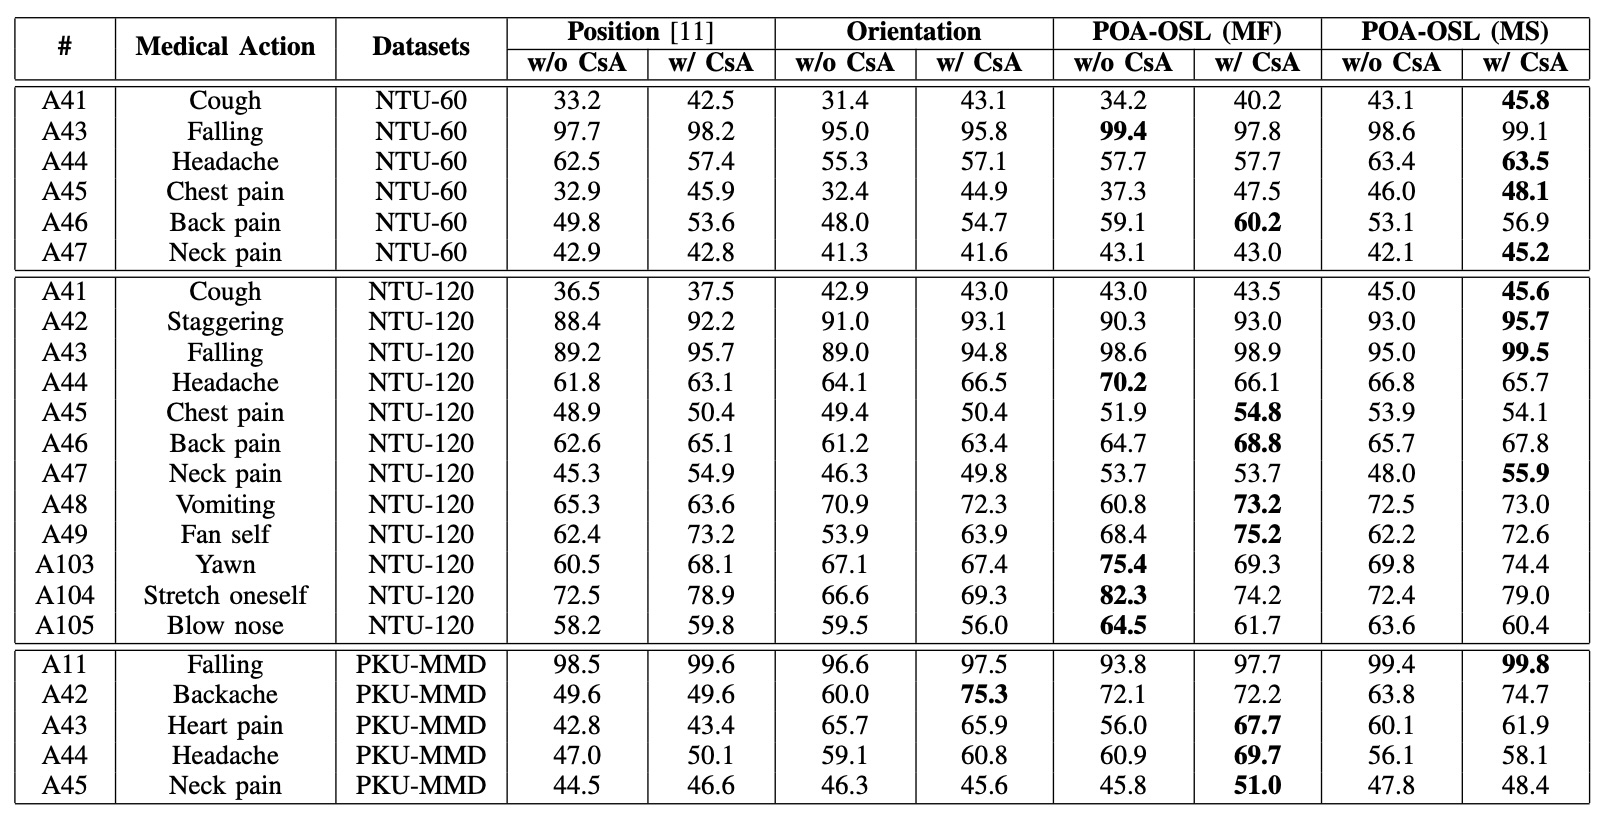 # Medical Action Datasets Position [11] Orientation POA-OSL (MF) POA-OSL (MS)
w/o CsA w/ CsA w/o CsA w/ CsA w/o CsA w/ CsA w/o CsA w/ CsA
A41 Cough NTU-60 33.2 42.5 31.4 43.1 34.2 40.2 43.1 45.8
A43 Falling NTU-60 97.7 98.2 95.0 95.8 99.4 97.8 98.6 99.1
A44 Headache NTU-60 62.5 57.4 55.3 57.1 57.7 57.7 63.4 63.5
A45 Chest pain NTU-60 32.9 45.9 32.4 44.9 37.3 47.5 46.0 48.1
A46 Back pain NTU-60 49.8 53.6 48.0 54.7 59.1 60.2 53.1 56.9
A47 Neck pain NTU-60 42.9 42.8 41.3 41.6 43.1 43.0 42.1 45.2
A41 Cough NTU-120 36.5 37.5 42.9 43.0 43.0 43.5 45.0 45.6
A42 Staggering NTU-120 88.4 92.2 91.0 93.1 90.3 93.0 93.0 95.7
A43 Falling NTU-120 89.2 95.7 89.0 94.8 98.6 98.9 95.0 99.5
A44 Headache NTU-120 61.8 63.1 64.1 66.5 70.2 66.1 66.8 65.7
A45 Chest pain NTU-120 48.9 50.4 49.4 50.4 51.9 54.8 53.9 54.1
A46 Back pain NTU-120 62.6 65.1 61.2 63.4 64.7 68.8 65.7 67.8
A47 Neck pain NTU-120 45.3 54.9 46.3 49.8 53.7 53.7 48.0 55.9
A48 Vomiting NTU-120 65.3 63.6 70.9 72.3 60.8 73.2 72.5 73.0
A49 Fan self NTU-120 62.4 73.2 53.9 63.9 68.4 75.2 62.2 72.6
A103 Yawn NTU-120 60.5 68.1 67.1 67.4 75.4 69.3 69.8 74.4
A104 Stretch oneself NTU-120 72.5 78.9 66.6 69.3 82.3 74.2 72.4 79.0
A105 Blow nose NTU-120 58.2 59.8 59.5 56.0 64.5 61.7 63.6 60.4
A11 Falling PKU-MMD 98.5 99.6 96.6 97.5 93.8 97.7 99.4 99.8
A42 Backache PKU-MMD 49.6 49.6 60.0 75.3 72.1 72.2 63.8 74.7
A43 Heart pain PKU-MMD 42.8 43.4 65.7 65.9 56.0 67.7 60.1 61.9
A44 Headache PKU-MMD 47.0 50.1 59.1 60.8 60.9 69.7 56.1 58.1
A45 Neck pain PKU-MMD 44.5 46.6 46.3 45.6 45.8 51.0 47.8 48.4